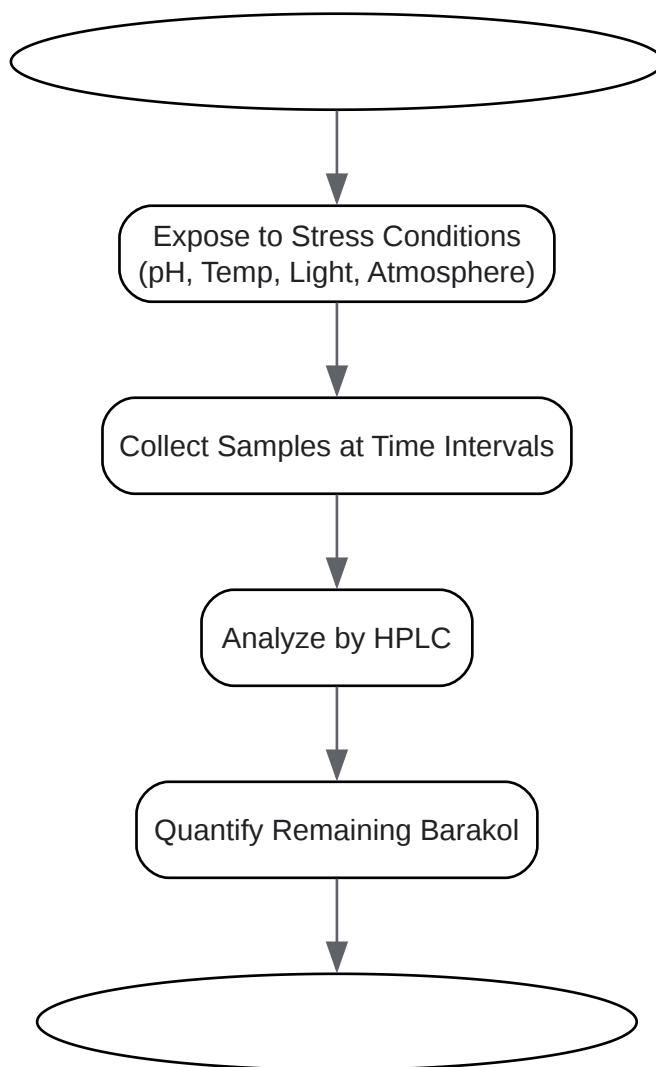 Expose to Stress Conditions
(pH, Temp, Light, Atmosphere)
Collect Samples at Time Intervals
Analyze by HPLC
Quantify Remaining Barakol